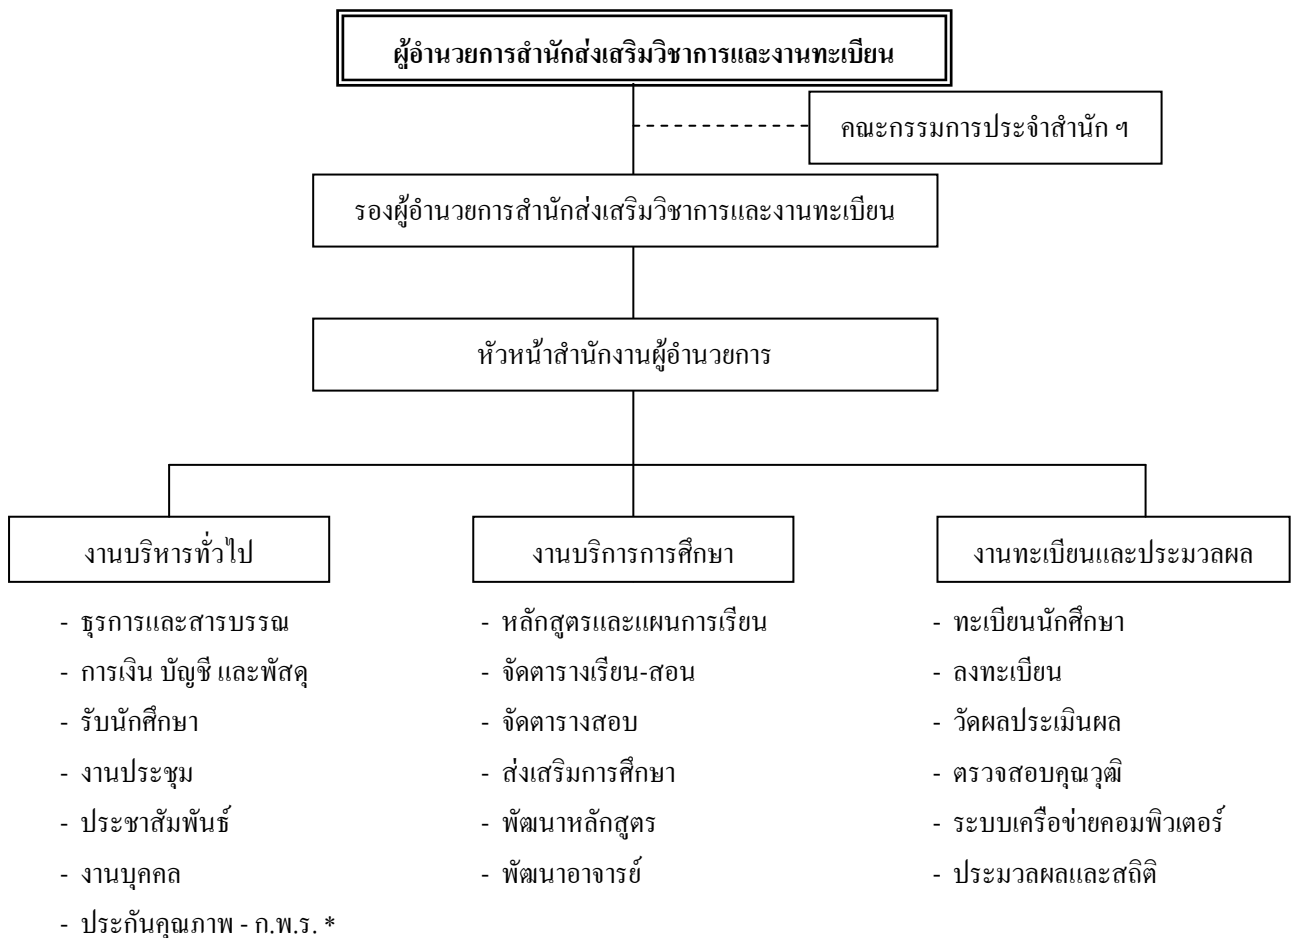 ผู้อำนวยการสำนักส่งเสริมวิชาการและงานทะเบียน
คณะกรรมการประจำสำนัก ฯ
รองผู้อำนวยการสำนักส่งเสริมวิชาการและงานทะเบียน
หัวหน้าสำนักงานผู้อำนวยการ
งานบริหารทั่วไป
- ธุรการและสารบรรณ
- การเงิน บัญชี และพัสดุ
- รับนักศึกษา
- งานประชุม
- ประชาสัมพันธ์
- งานบุคคล
- ประกันคุณภาพ - ก.พ.ร. *
งานบริการการศึกษา
- หลักสูตรและแผนการเรียน
- จัดตารางเรียน-สอน
- จัดตารางสอบ
- ส่งเสริมการศึกษา
- พัฒนาหลักสูตร
- พัฒนาอาจารย์
งานทะเบียนและประมวลผล
- ทะเบียนนักศึกษา
- ลงทะเบียน
- วัดผลประเมินผล
- ตรวจสอบคุณวุฒิ
- ระบบเครือข่ายคอมพิวเตอร์
- ประมวลผลและสถิติ